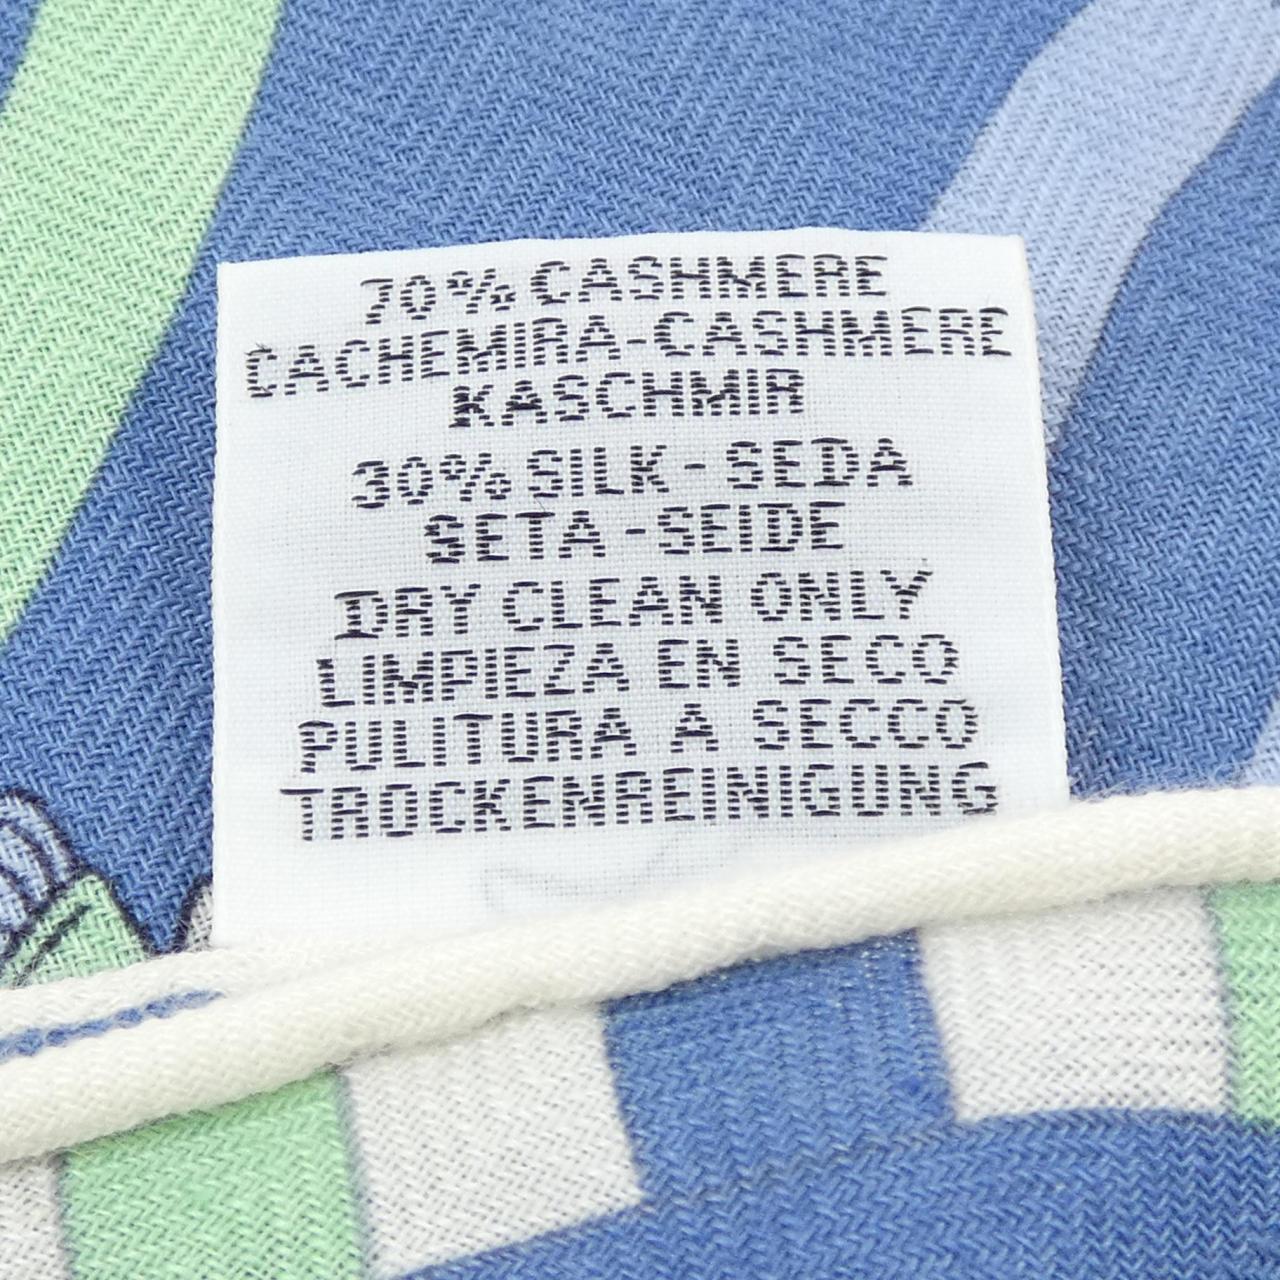 70% CASHMERE
CACHEMIRA-CASHMERE
KASCHMIR
30% SILK - SEDA
SETA - SEIDE
DRY CLEAN ONLY
LIMPIEZA EN SECO
PULITURA A SECCO
TROCKENREINIGUNG